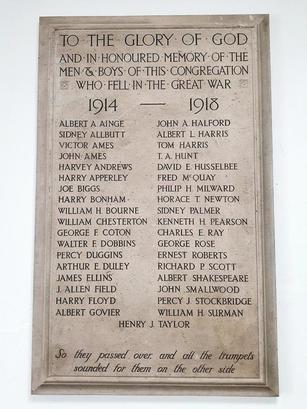 TO · THE · GLORY · OF · GOD
AND · IN · HONOURED · MEMORY · OF · THE
MEN · & · BOYS · OF · THIS · CONGREGATION
WHO · FELL · IN · THE · GREAT · WAR
1914 — 1918
ALBERT A. AINGE
SIDNEY ALLBUTT
VICTOR AMES
JOHN AMES
HARVEY ANDREWS
HARRY APPERLEY
JOE BIGGS
HARRY BONHAM
WILLIAM H. BOURNE
WILLIAM CHESTERTON
GEORGE F. COTON
WALTER F. DOBBINS
PERCY DUGGINS
ARTHUR E. DULEY
JAMES ELLINS
J. ALLEN FIELD
HARRY FLOYD
ALBERT GOVIER
JOHN A. HALFORD
ALBERT L. HARRIS
TOM HARRIS
T. A. HUNT
DAVID E. HUSSELBEE
FRED McQUAY
PHILIP H. MILWARD
HORACE T. NEWTON
SIDNEY PALMER
KENNETH H. PEARSON
CHARLES E. RAY
GEORGE ROSE
ERNEST ROBERTS
RICHARD P. SCOTT
ALBERT SHAKESPEARE
JOHN SMALLWOOD
PERCY J. STOCKBRIDGE
WILLIAM H. SURMAN
HENRY J. TAYLOR
So they passed over, and all the trumpets
sounded for them on the other side